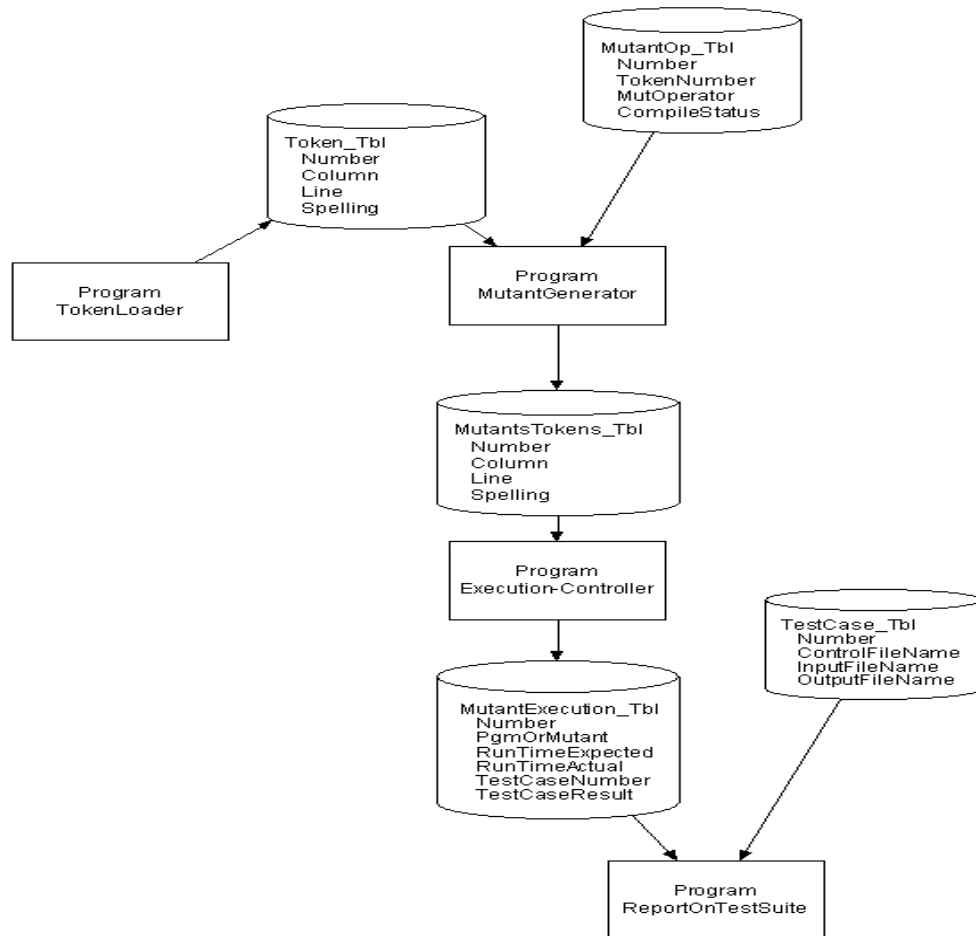 MutantOp_Tbl
Number
TokenNumber
MutOperator
CompileStatus
Token_Tbl
Number
Column
Line
Spelling
Program
TokenLoader
Program
MutantGenerator
MutantsTokens_Tbl
Number
Column
Line
Spelling
Program
Execution-Controller
TestCase_Tbl
Number
ControlFileName
InputFileName
OutputFileName
MutantExecution_Tbl
Number
PgmOrMutant
RunTimeExpected
RunTimeActual
TestCaseNumber
TestCaseResult
Program
ReportOnTestSuite